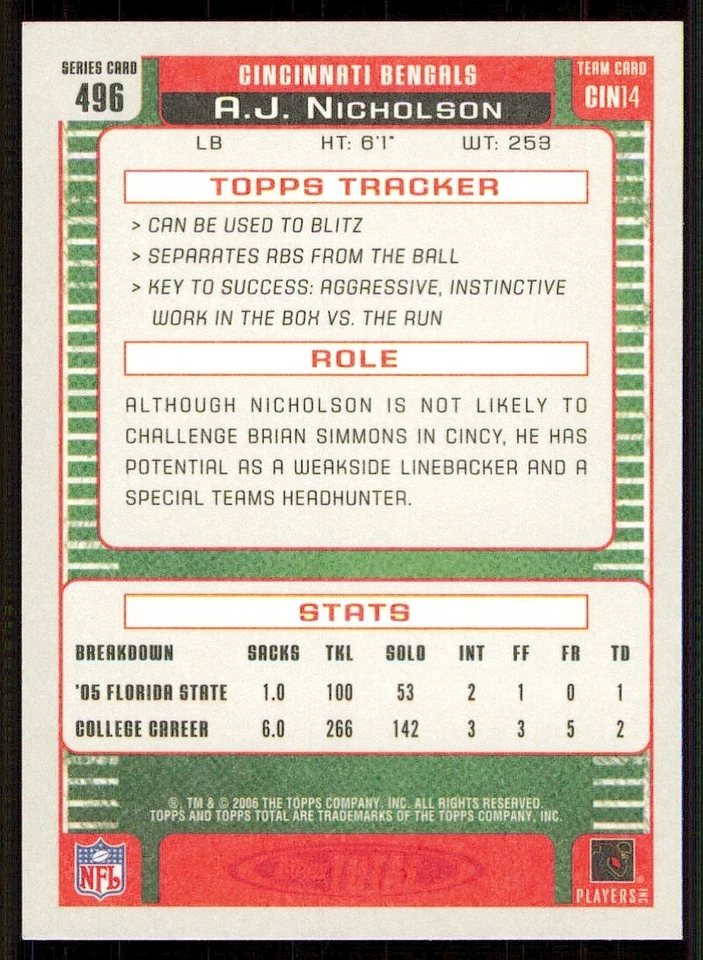 SERIES CARD
496
CINCINNATI BENGALS
A.J. NICHOLSON
TEAM CARD
CIN14
LB HT: 6'1" WT: 253
TOPPS TRACKER
> CAN BE USED TO BLITZ
> SEPARATES RBS FROM THE BALL
> KEY TO SUCCESS: AGGRESSIVE, INSTINCTIVE
WORK IN THE BOX VS. THE RUN
ROLE
ALTHOUGH NICHOLSON IS NOT LIKELY TO
CHALLENGE BRIAN SIMMONS IN CINCY, HE HAS
POTENTIAL AS A WEAKSIDE LINEBACKER AND A
SPECIAL TEAMS HEADHUNTER.
STATS
BREAKDOWN SACKS TKL SOLO INT FF FR TD
'05 FLORIDA STATE 1.0 100 53 2 1 0 1
COLLEGE CAREER 6.0 266 142 3 3 5 2
®, TM & © 2006 THE TOPPS COMPANY, INC. ALL RIGHTS RESERVED.
TOPPS AND TOPPS TOTAL ARE TRADEMARKS OF THE TOPPS COMPANY, INC.
NFL
PLAYERS INC